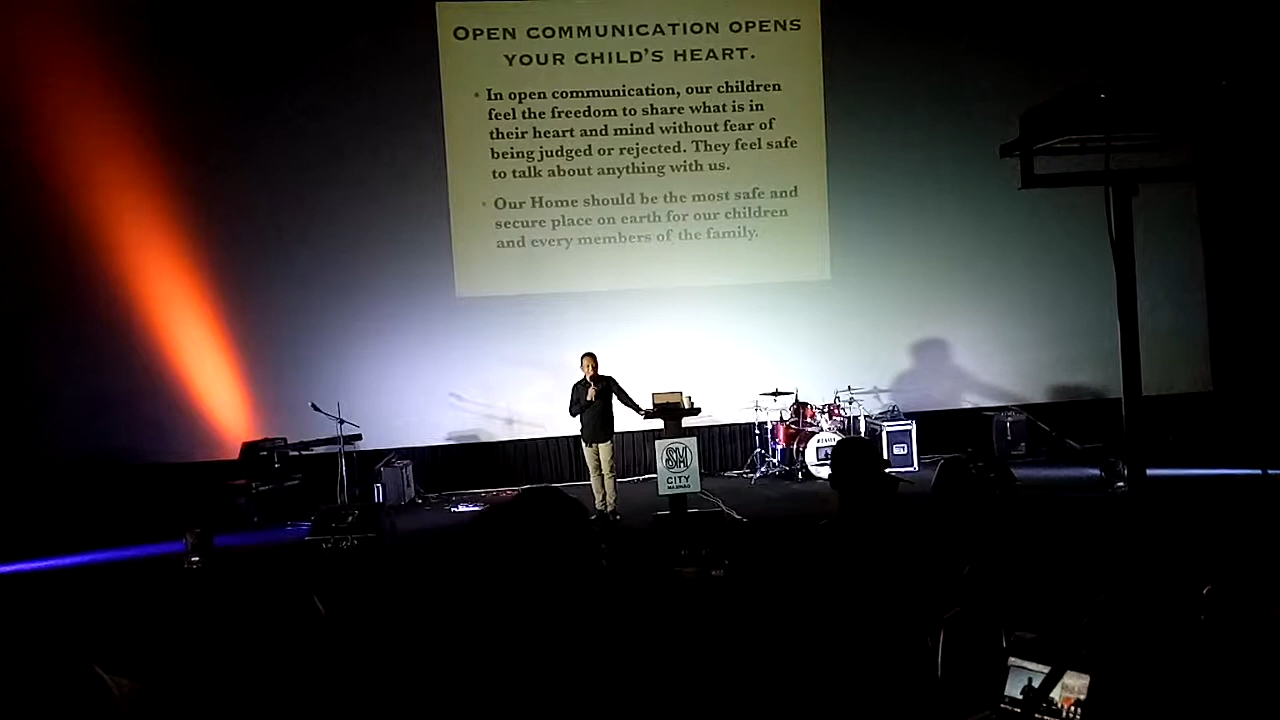 OPEN COMMUNICATION OPENS
YOUR CHILD'S HEART.
• In open communication, our children
feel the freedom to share what is in
their heart and mind without fear of
being judged or rejected. They feel safe
to talk about anything with us.
• Our Home should be the most safe and
secure place on earth for our children
and every members of the family.
SM
CITY
MASINAG
TAMA